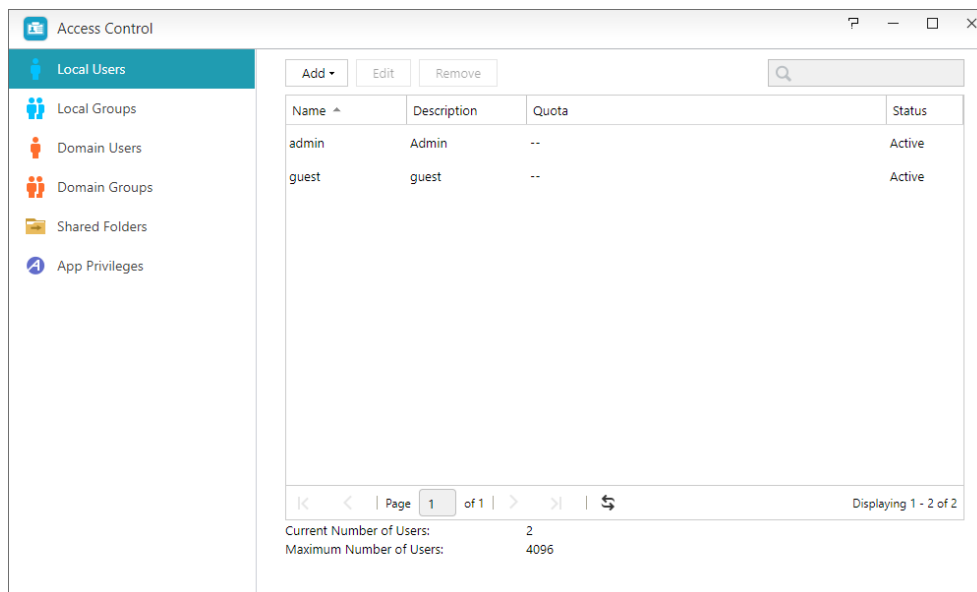 Access Control
Local Users
Local Groups
Domain Users
Domain Groups
Shared Folders
App Privileges
Add Edit Remove
Name Description Quota Status
admin Admin -- Active
guest guest -- Active
Page 1 of 1 Displaying 1 - 2 of 2
Current Number of Users: 2
Maximum Number of Users: 4096